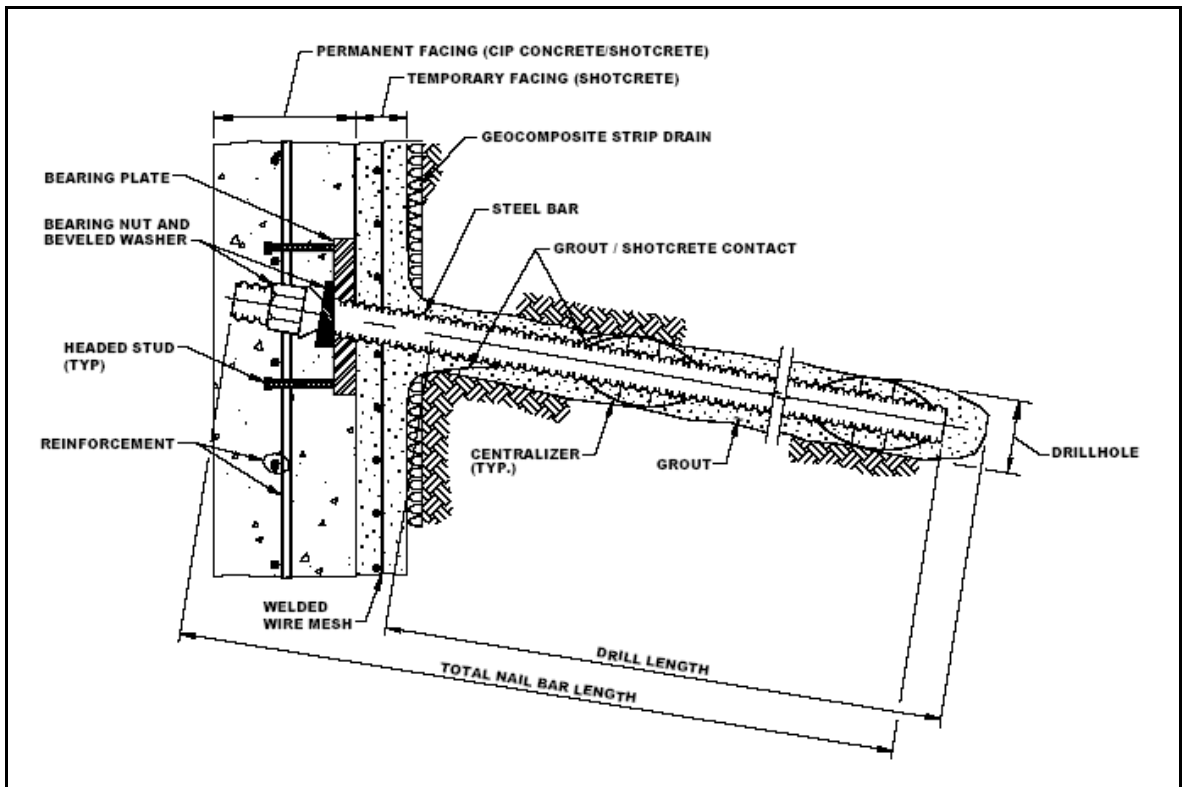 PERMANENT FACING (CIP CONCRETE/SHOTCRETE)
TEMPORARY FACING (SHOTCRETE)
GEOCOMPOSITE STRIP DRAIN
BEARING PLATE
STEEL BAR
BEARING NUT AND
BEVELED WASHER
GROUT / SHOTCRETE CONTACT
HEADED STUD
(TYP)
REINFORCEMENT
CENTRALIZER
(TYP.)
GROUT
DRILLHOLE
WELDED
WIRE MESH
DRILL LENGTH
TOTAL NAIL BAR LENGTH